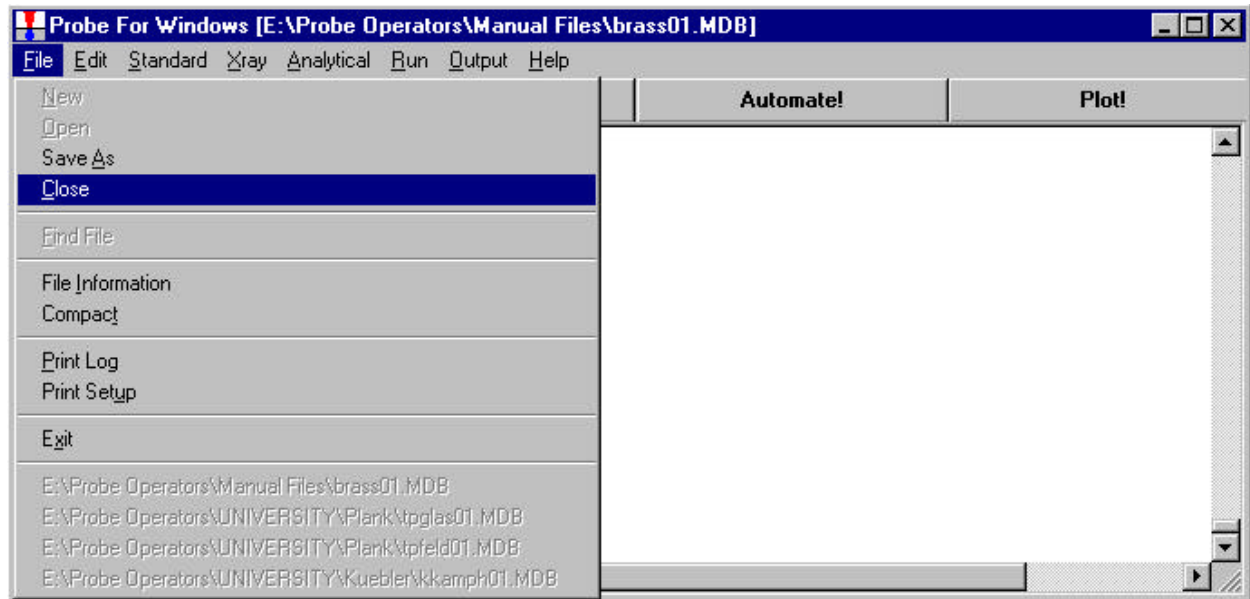 Probe For Windows [E:\Probe Operators\Manual Files\brass01.MDB]
File Edit Standard Xray Analytical Run Output Help
Automate! Plot!
New
Open
Save As
Close
Find File
File Information
Compact
Print Log
Print Setup
Exit
E:\Probe Operators\Manual Files\brass01.MDB
E:\Probe Operators\UNIVERSITY\Plank\tpglas01.MDB
E:\Probe Operators\UNIVERSITY\Plank\tpfeld01.MDB
E:\Probe Operators\UNIVERSITY\Kuebler\kkamph01.MDB